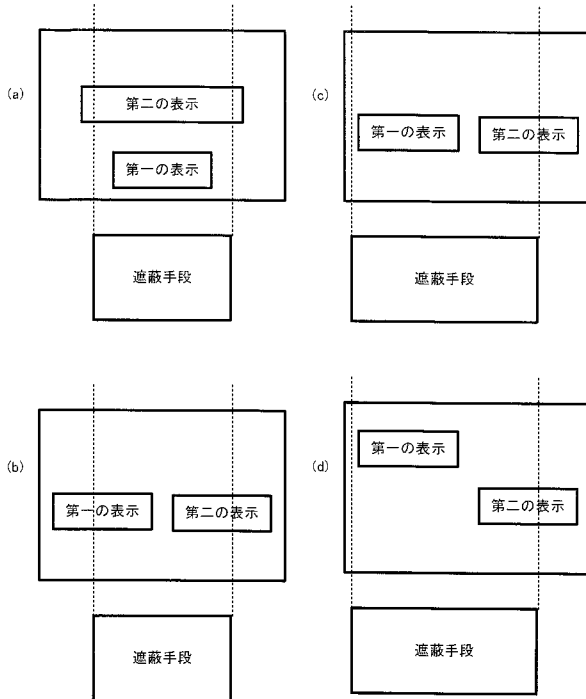 (a)
第二の表示
第一の表示
遮蔽手段
(b)
第一の表示
第二の表示
遮蔽手段
(c)
第一の表示
第二の表示
遮蔽手段
(d)
第一の表示
第二の表示
遮蔽手段